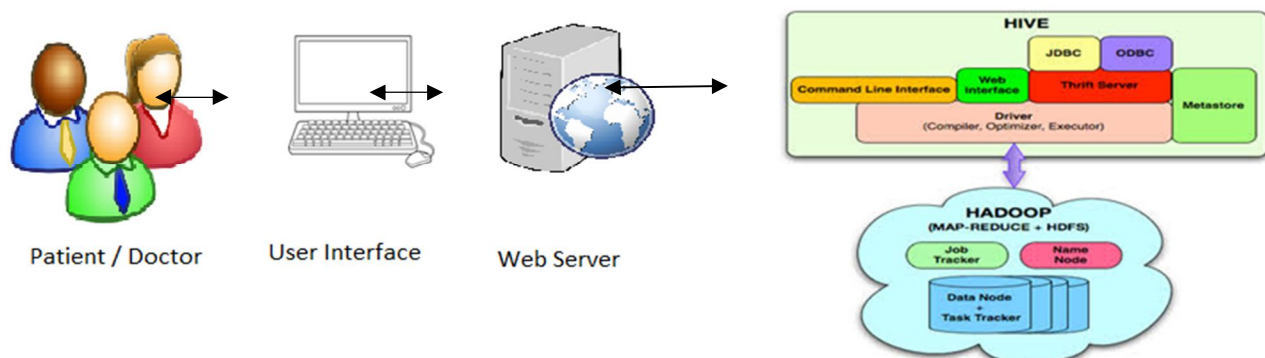 Patient / Doctor
User Interface
Web Server
HIVE
JDBC
ODBC
Command Line Interface
Web
Interface
Thrift Server
Metastore
Driver
(Compiler, Optimizer, Executor)
HADOOP
(MAP-REDUCE + HDFS)
Job
Tracker
Name
Node
Data Node
+
Task Tracker